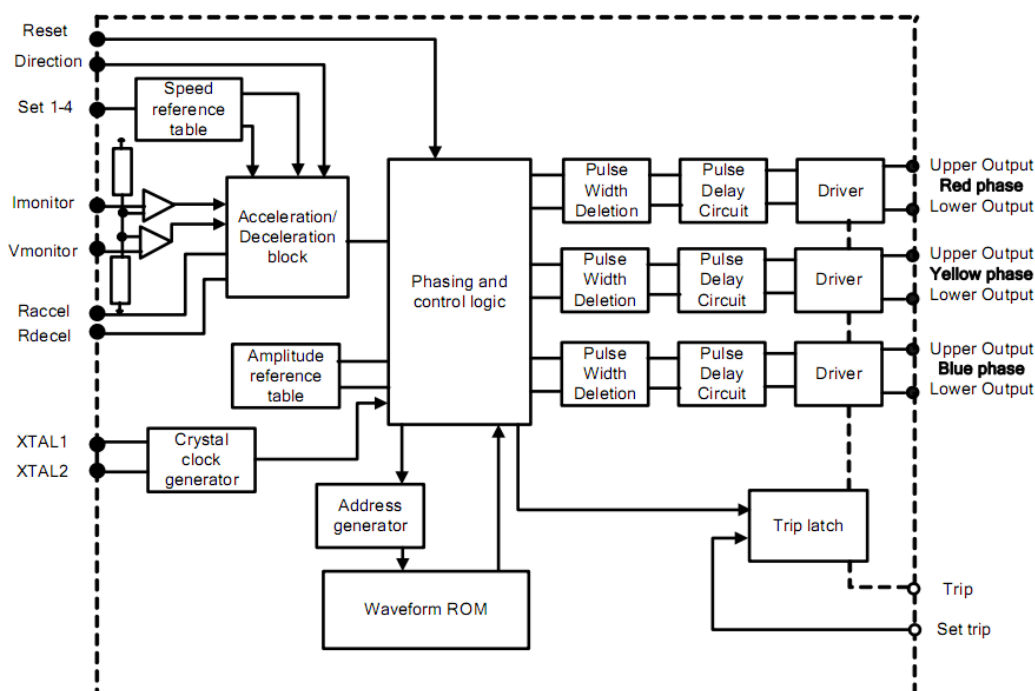 Reset
Direction
Set 1-4
Speed
reference
table
Imonitor
Vmonitor
Acceleration/
Deceleration
block
Raccel
Rdecel
Amplitude
reference
table
XTAL1
XTAL2
Crystal
clock
generator
Phasing and
control logic
Address
generator
Waveform ROM
Pulse
Width
Deletion
Pulse
Delay
Circuit
Driver
Upper Output
Red phase
Lower Output
Pulse
Width
Deletion
Pulse
Delay
Circuit
Driver
Upper Output
Yellow phase
Lower Output
Pulse
Width
Deletion
Pulse
Delay
Circuit
Driver
Upper Output
Blue phase
Lower Output
Trip latch
Trip
Set trip